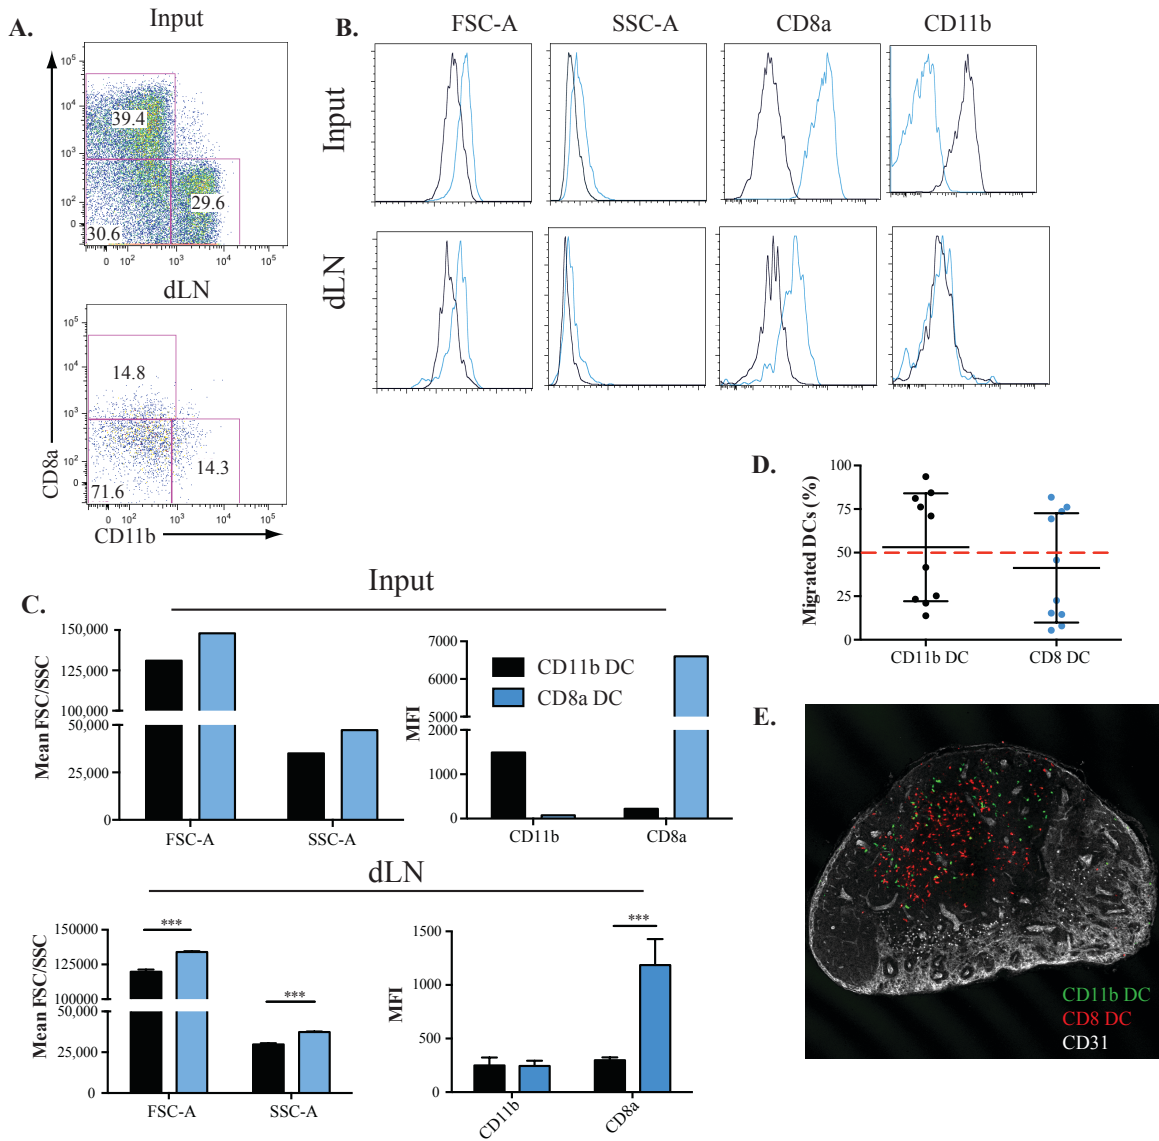 A.
Input
10⁵
10⁴
10³
10²
0
39.4
29.6
30.6
0 10² 10³ 10⁴ 10⁵
dLN
10⁵
10⁴
10³
10²
0
14.8
14.3
71.6
0 10² 10³ 10⁴ 10⁵
CD8a
CD11b
B.
FSC-A SSC-A CD8a CD11b
Input
dLN
C.
Input
Mean FSC/SSC
150,000
125,000
100,000
50,000
25,000
0
FSC-A SSC-A
MFI
7000
6000
2000
1000
0
CD11b DC
CD8a DC
CD11b CD8a
dLN
Mean FSC/SSC
150000
125000
100000
50,000
25,000
0
***
***
FSC-A SSC-A
MFI
1500
1000
500
0
***
CD11b CD8a
D.
Migrated DCs (%)
100
75
50
25
0
CD11b DC CD8 DC
E.
CD11b DC
CD8 DC
CD31